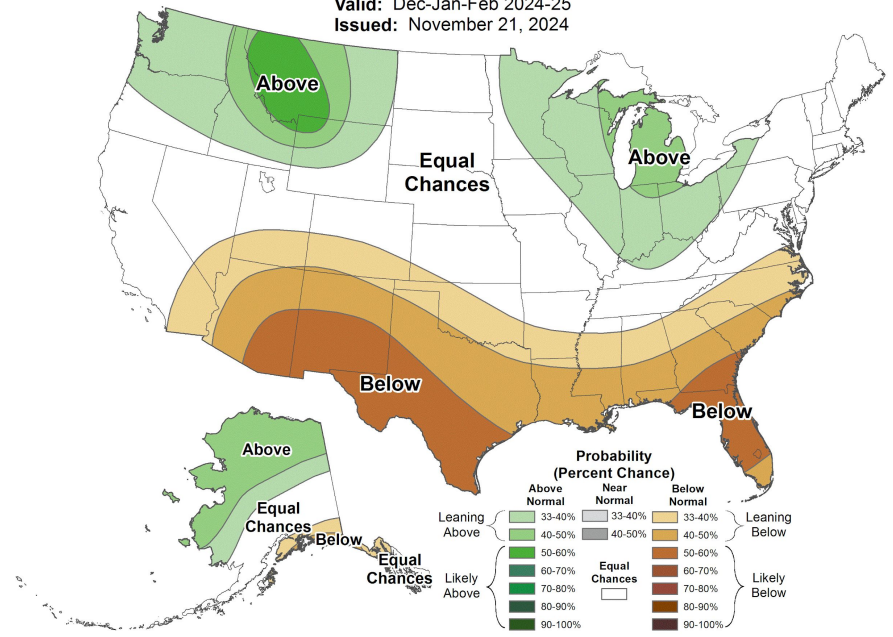 Valid: Dec-Jan-Feb 2024-25
Issued: November 21, 2024
Above
Equal
Chances
Above
Below
Below
Above
Equal
Chances
Below
Equal
Chances
Probability
(Percent Chance)
Above
Normal
Near
Normal
Below
Normal
Leaning
Above
33-40%
40-50%
33-40%
40-50%
33-40%
40-50%
Leaning
Below
Likely
Above
50-60%
60-70%
70-80%
80-90%
90-100%
Equal
Chances
50-60%
60-70%
70-80%
80-90%
90-100%
Likely
Below